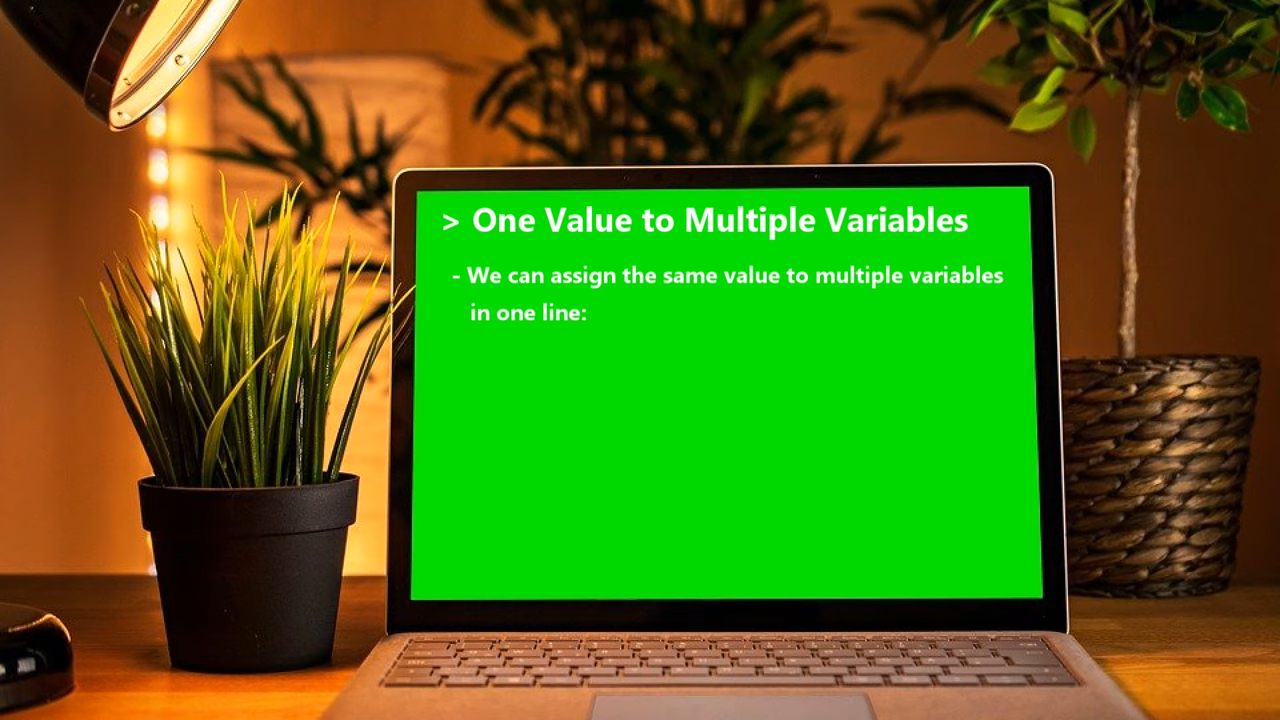 > One Value to Multiple Variables
- We can assign the same value to multiple variables
in one line: